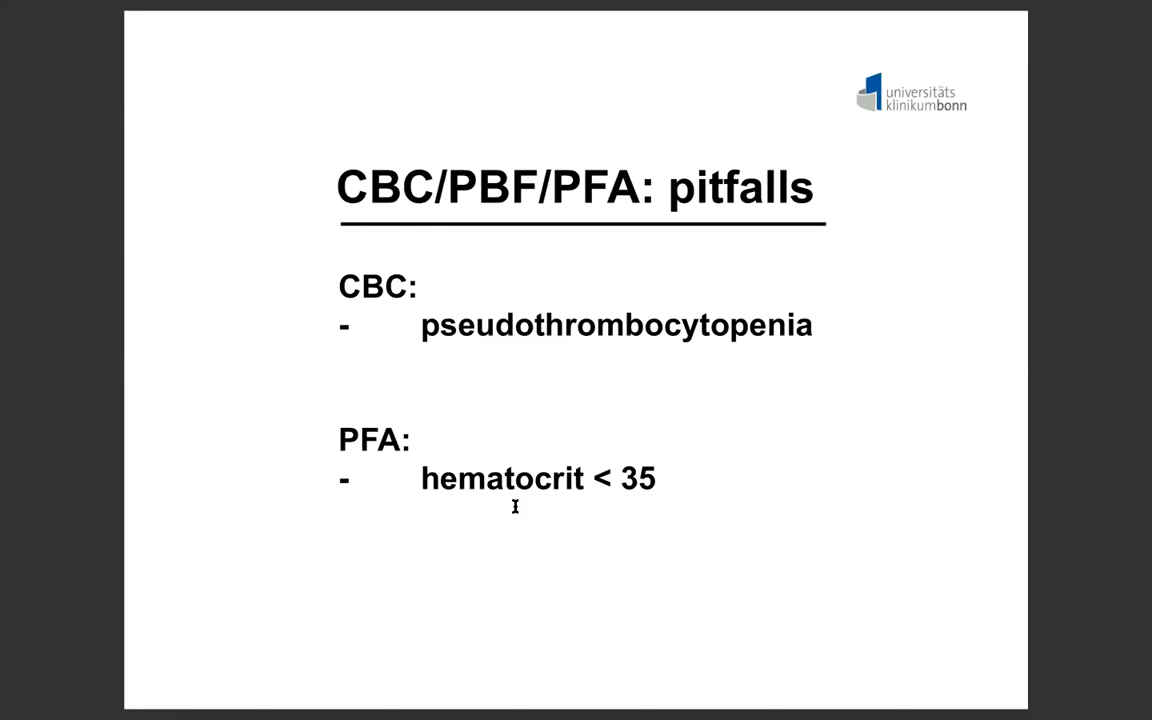 universitäts
klinikumbonn
CBC/PBF/PFA: pitfalls
CBC:
- pseudothrombocytopenia
PFA:
- hematocrit < 35